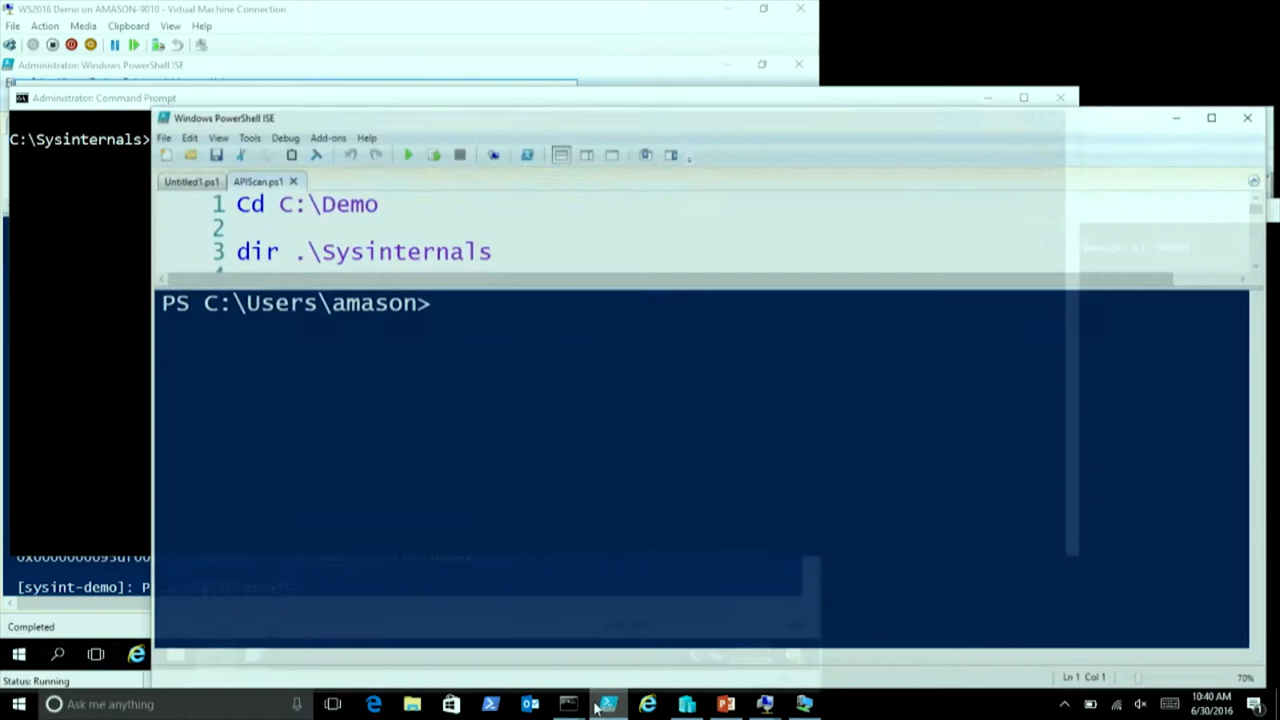 WS2016 Demo on AMASON-9010 - Virtual Machine Connection
File Action Media Clipboard View Help
Administrator: Windows PowerShell ISE
Administrator: Command Prompt
C:\Sysinternals>
Windows PowerShell ISE
File Edit View Tools Debug Add-ons Help
Untitled1.ps1 APIScan.ps1
1 Cd C:\Demo
2
3 dir .\Sysinternals
PS C:\Users\amason>
[sysint-demo]: P
Completed
Status: Running
Ln 1 Col 1 70%
Ask me anything
10:40 AM
6/30/2016